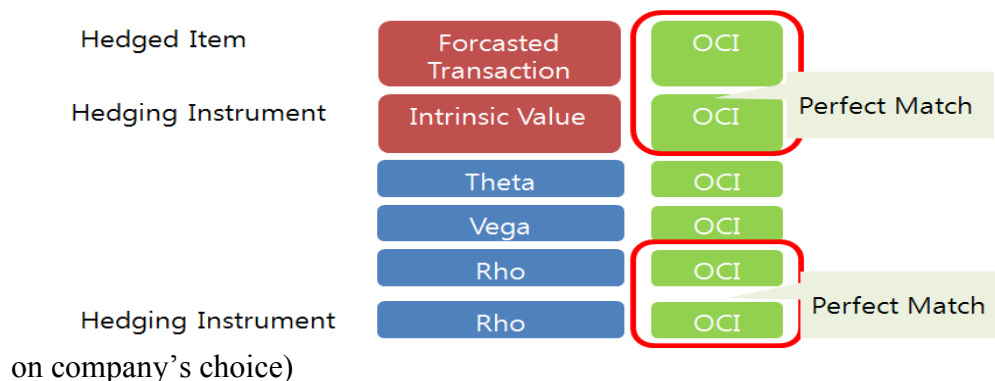 Hedged Item Forcasted Transaction OCI
Hedging Instrument Intrinsic Value OCI Perfect Match
Theta OCI
Vega OCI
Rho OCI
Hedging Instrument Rho OCI Perfect Match
on company’s choice)